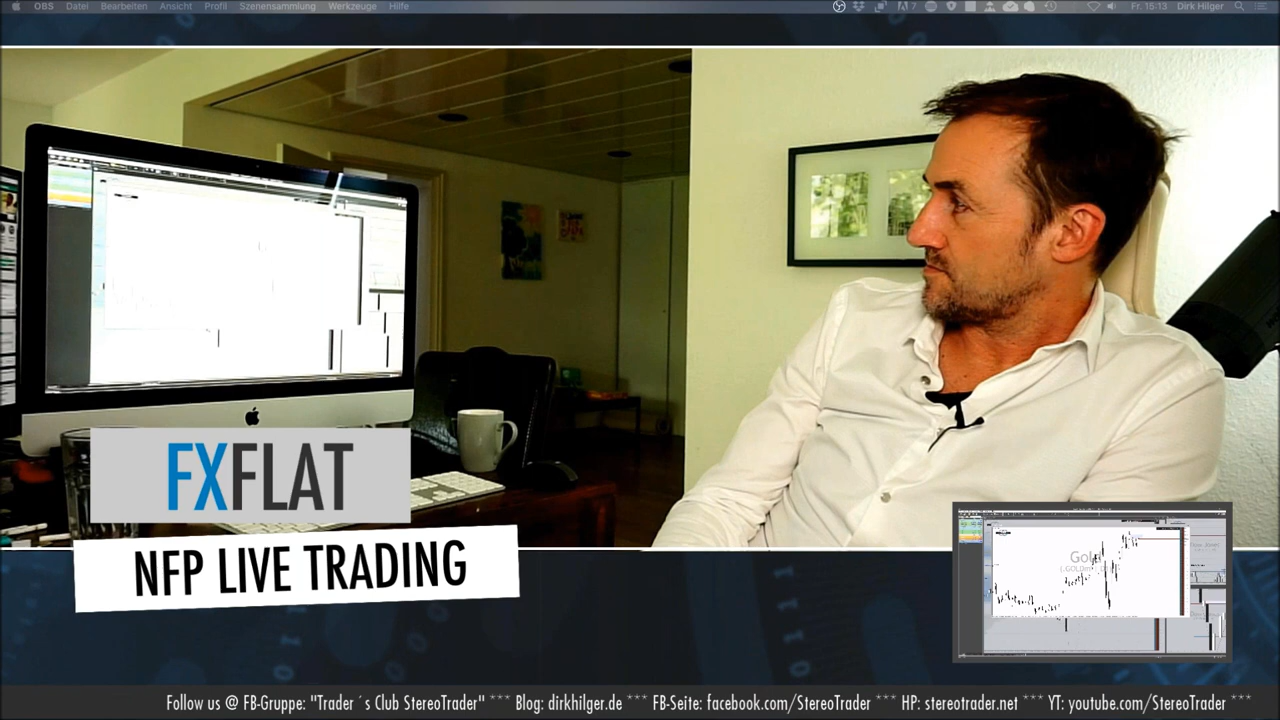 OBS Datei Bearbeiten Ansicht Profil Szenensammlung Werkzeuge Hilfe
7
Fr. 15:13 Dirk Hilger
FXFLAT
NFP LIVE TRADING
Gold
Follow us @ FB-Gruppe: "Trader´s Club StereoTrader" *** Blog: dirkhilger.de *** FB-Seite: facebook.com/StereoTrader *** HP: stereotrader.net *** YT: youtube.com/StereoTrader ***